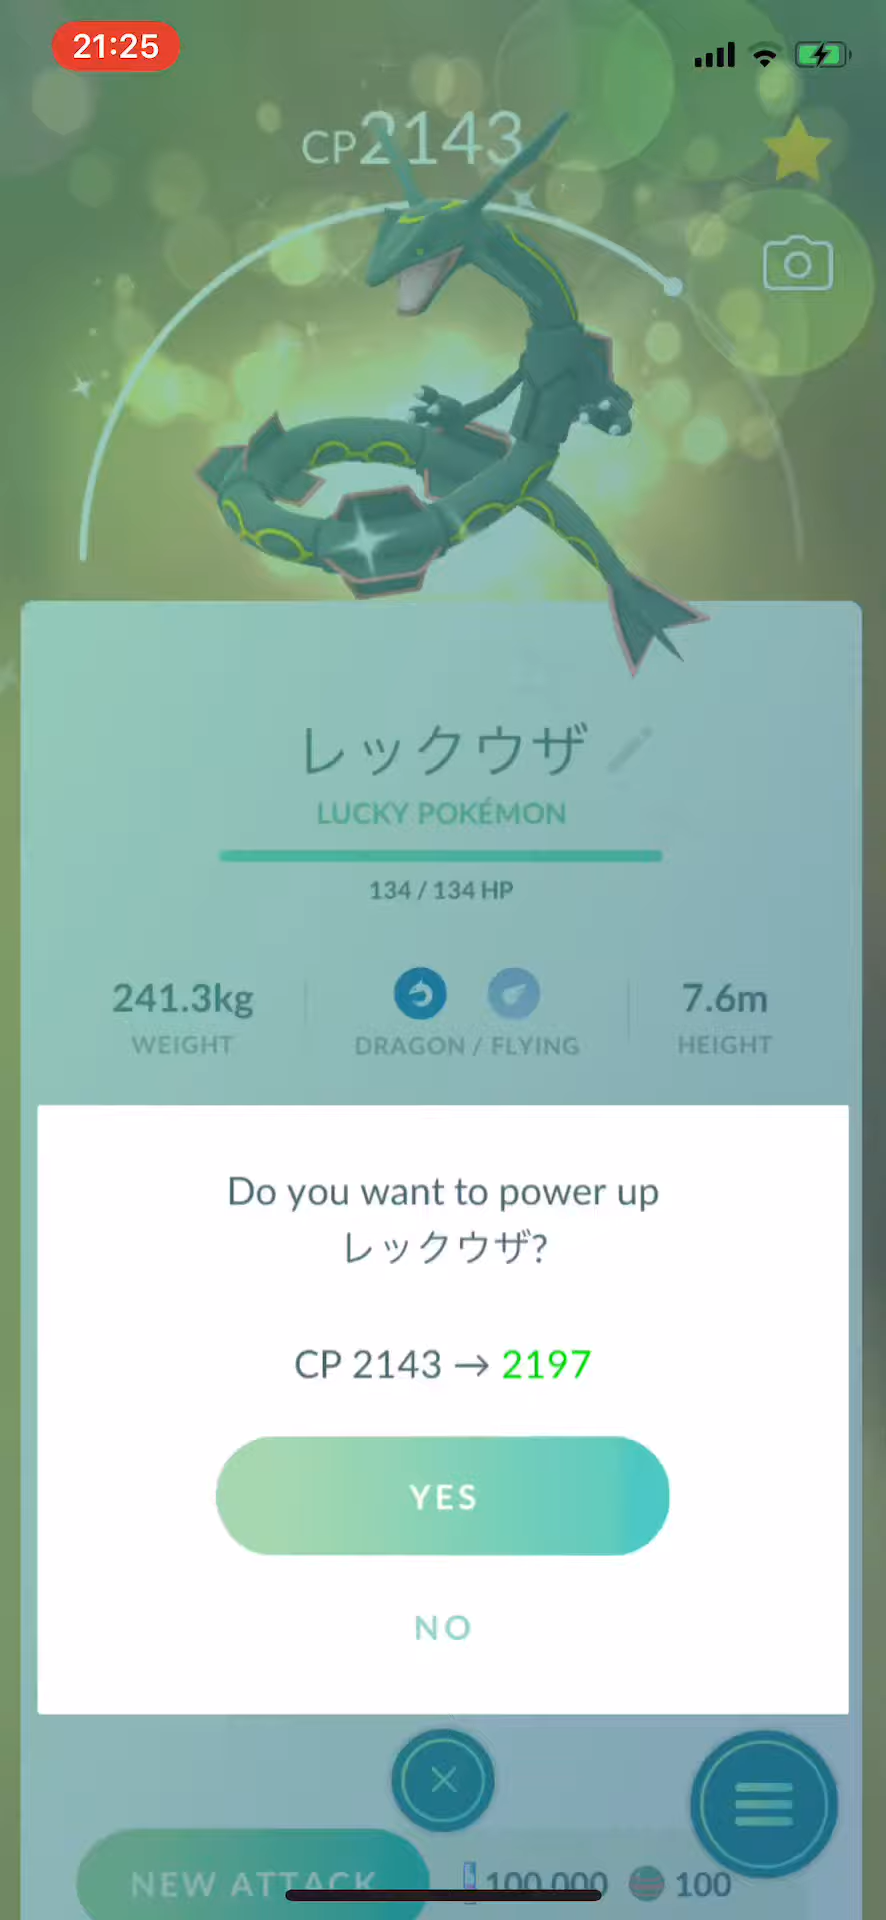 21:25
CP2143
レックウザ
LUCKY POKÉMON
134 / 134 HP
241.3kg
WEIGHT
DRAGON / FLYING
7.6m
HEIGHT
Do you want to power up
レックウザ?
CP 2143 → 2197
YES
NO
NEW ATTACK 100,000 100